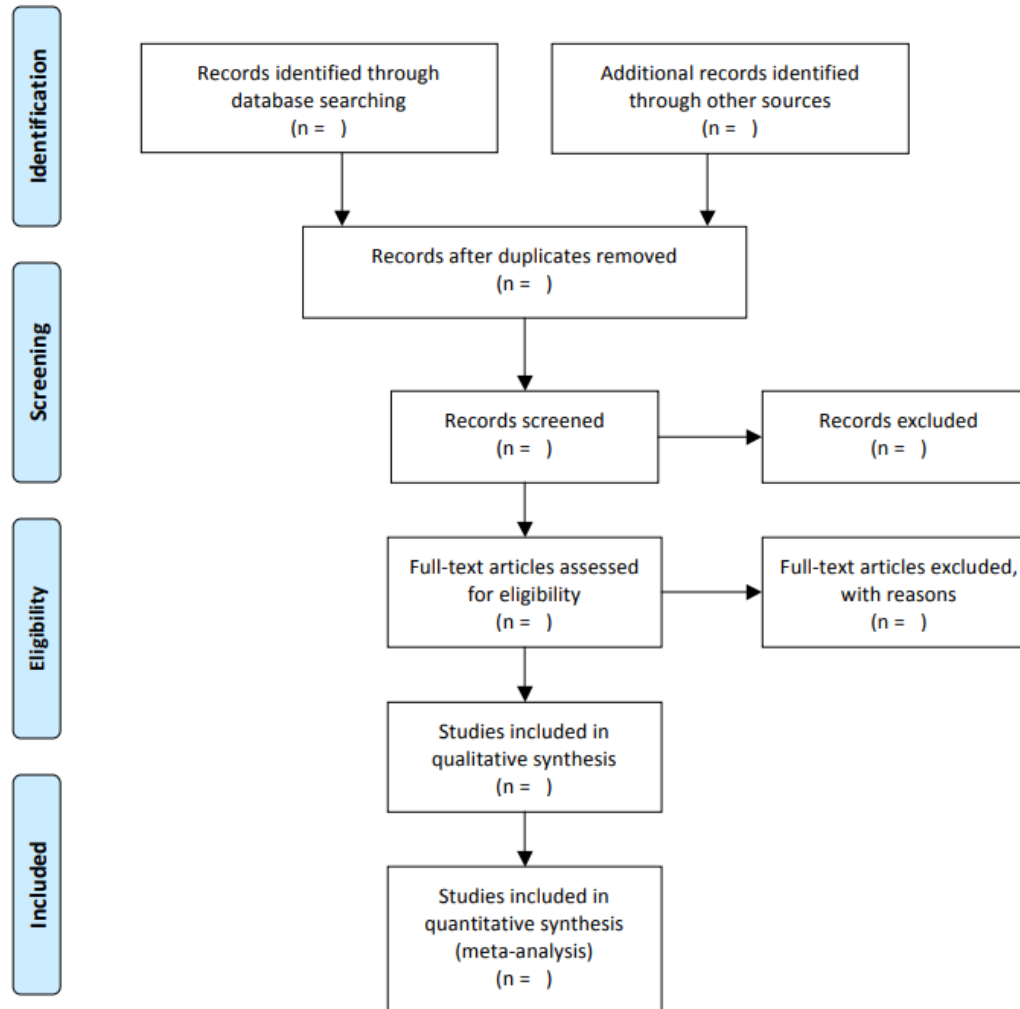 Identification
Records identified through
database searching
(n =   )
Additional records identified
through other sources
(n =   )
Screening
Records after duplicates removed
(n =   )
Records screened
(n =   )
Records excluded
(n =   )
Eligibility
Full-text articles assessed
for eligibility
(n =   )
Full-text articles excluded,
with reasons
(n =   )
Studies included in
qualitative synthesis
(n =   )
Included
Studies included in
quantitative synthesis
(meta-analysis)
(n =   )